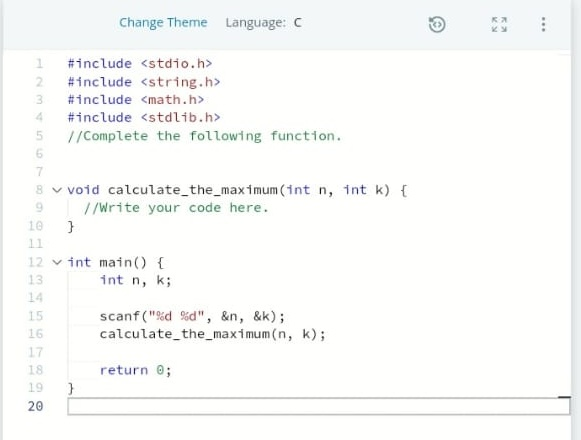 Change Theme Language: C
1 #include <stdio.h>
2 #include <string.h>
3 #include <math.h>
4 #include <stdlib.h>
5 //Complete the following function.
6
7
8 void calculate_the_maximum(int n, int k) {
9 //Write your code here.
10 }
11
12 int main() {
13 int n, k;
14
15 scanf("%d %d", &n, &k);
16 calculate_the_maximum(n, k);
17
18 return 0;
19 }
20